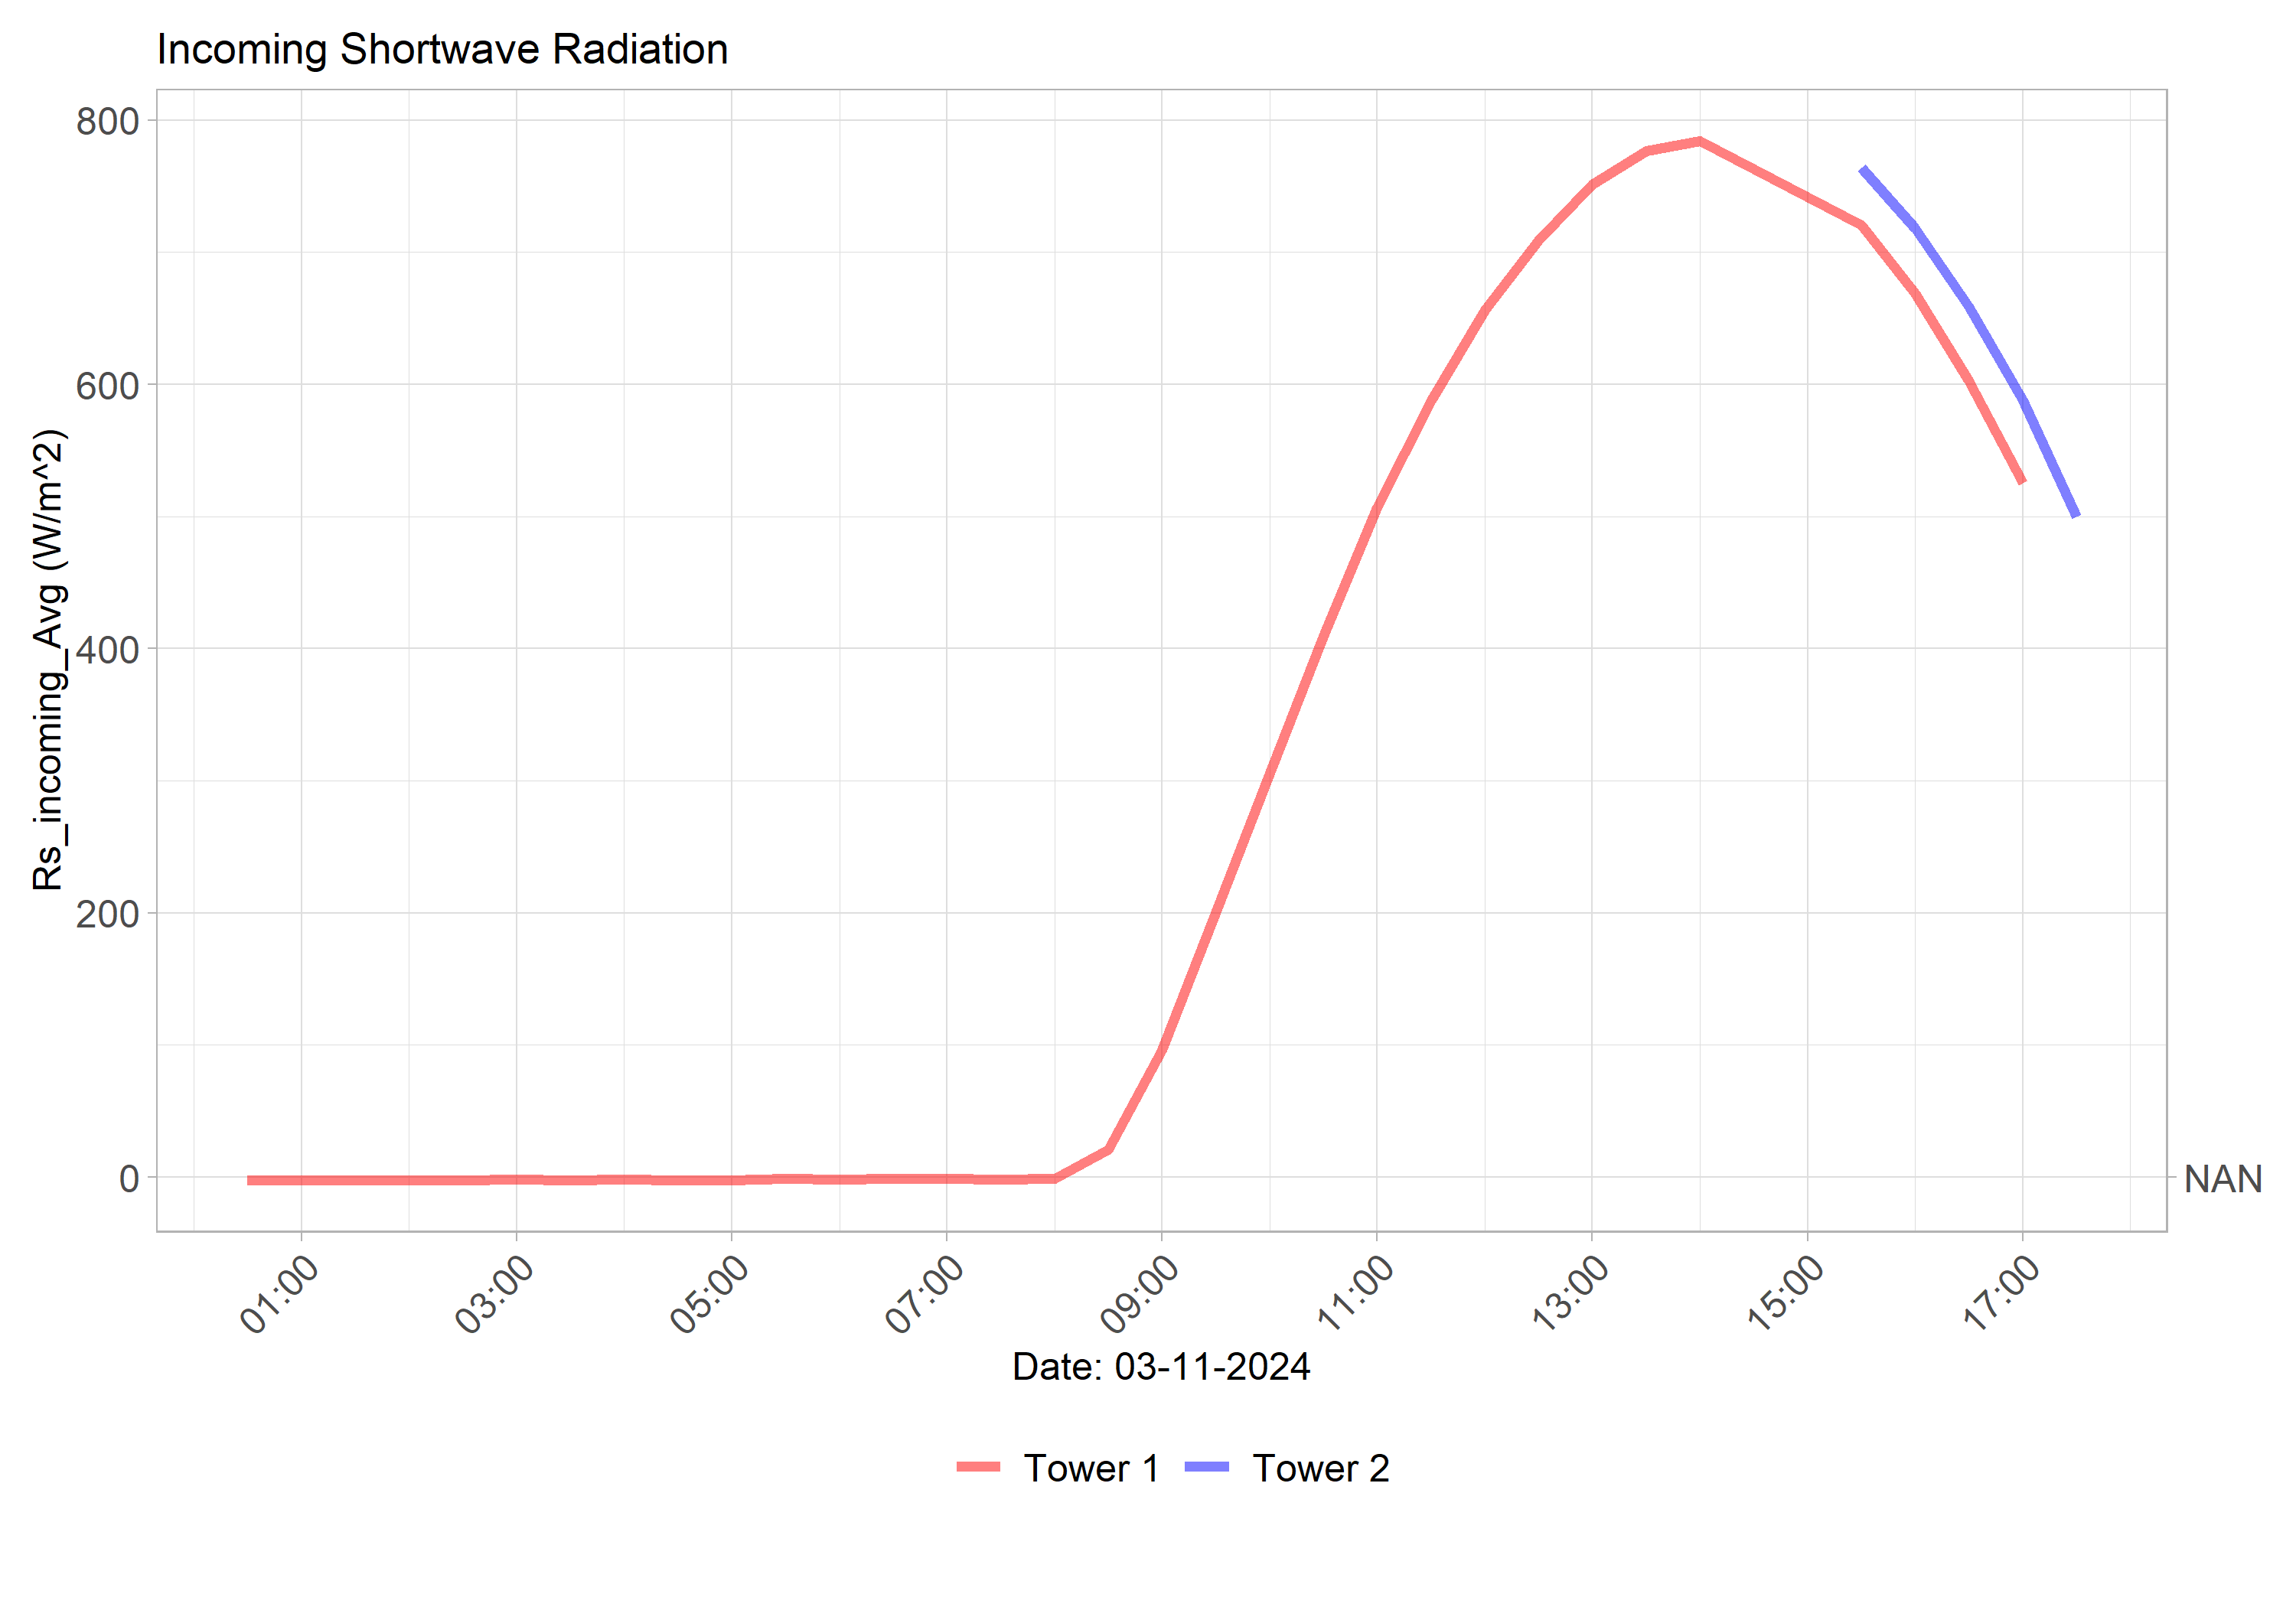 Incoming Shortwave Radiation
Rs_incoming_Avg (W/m^2)
800
600
400
200
0
NAN
01:00
03:00
05:00
07:00
09:00
11:00
13:00
15:00
17:00
Date: 03-11-2024
Tower 1
Tower 2